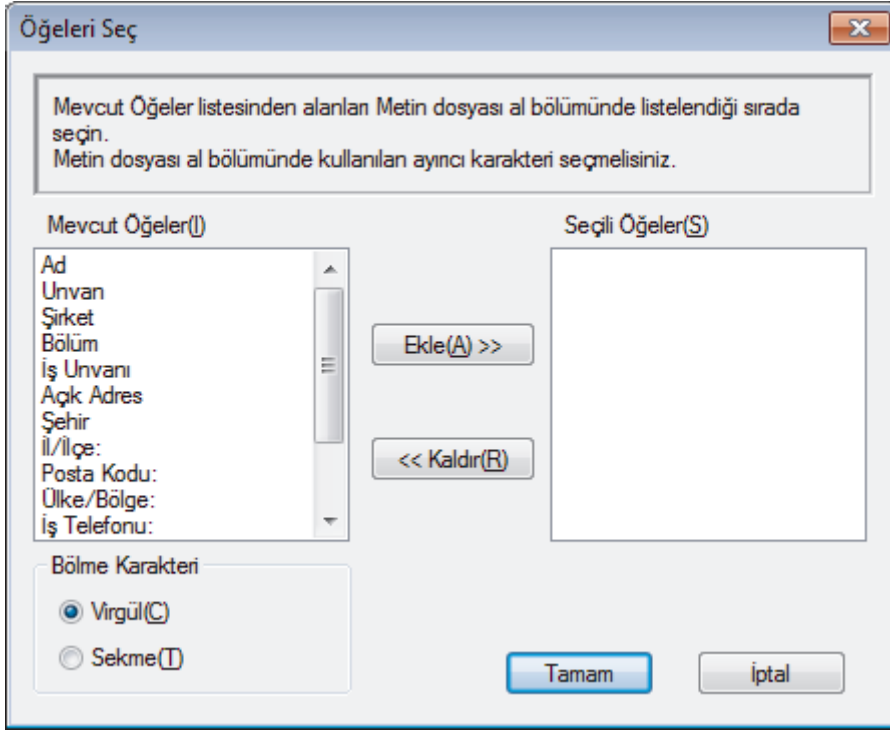 Öğeleri Seç
Mevcut Öğeler listesinden alanları Metin dosyası al bölümünde listelendiği sırada
seçin.
Metin dosyası al bölümünde kullanılan ayırıcı karakteri seçmelisiniz.
Mevcut Öğeler(I)
Seçili Öğeler(S)
Ad
Unvan
Şirket
Bölüm
İş Unvanı
Açık Adres
Şehir
İl/İlçe:
Posta Kodu:
Ülke/Bölge:
İş Telefonu:
Ekle(A) >>
<< Kaldır(R)
Bölme Karakteri
Virgül(C)
Sekme(T)
Tamam
İptal